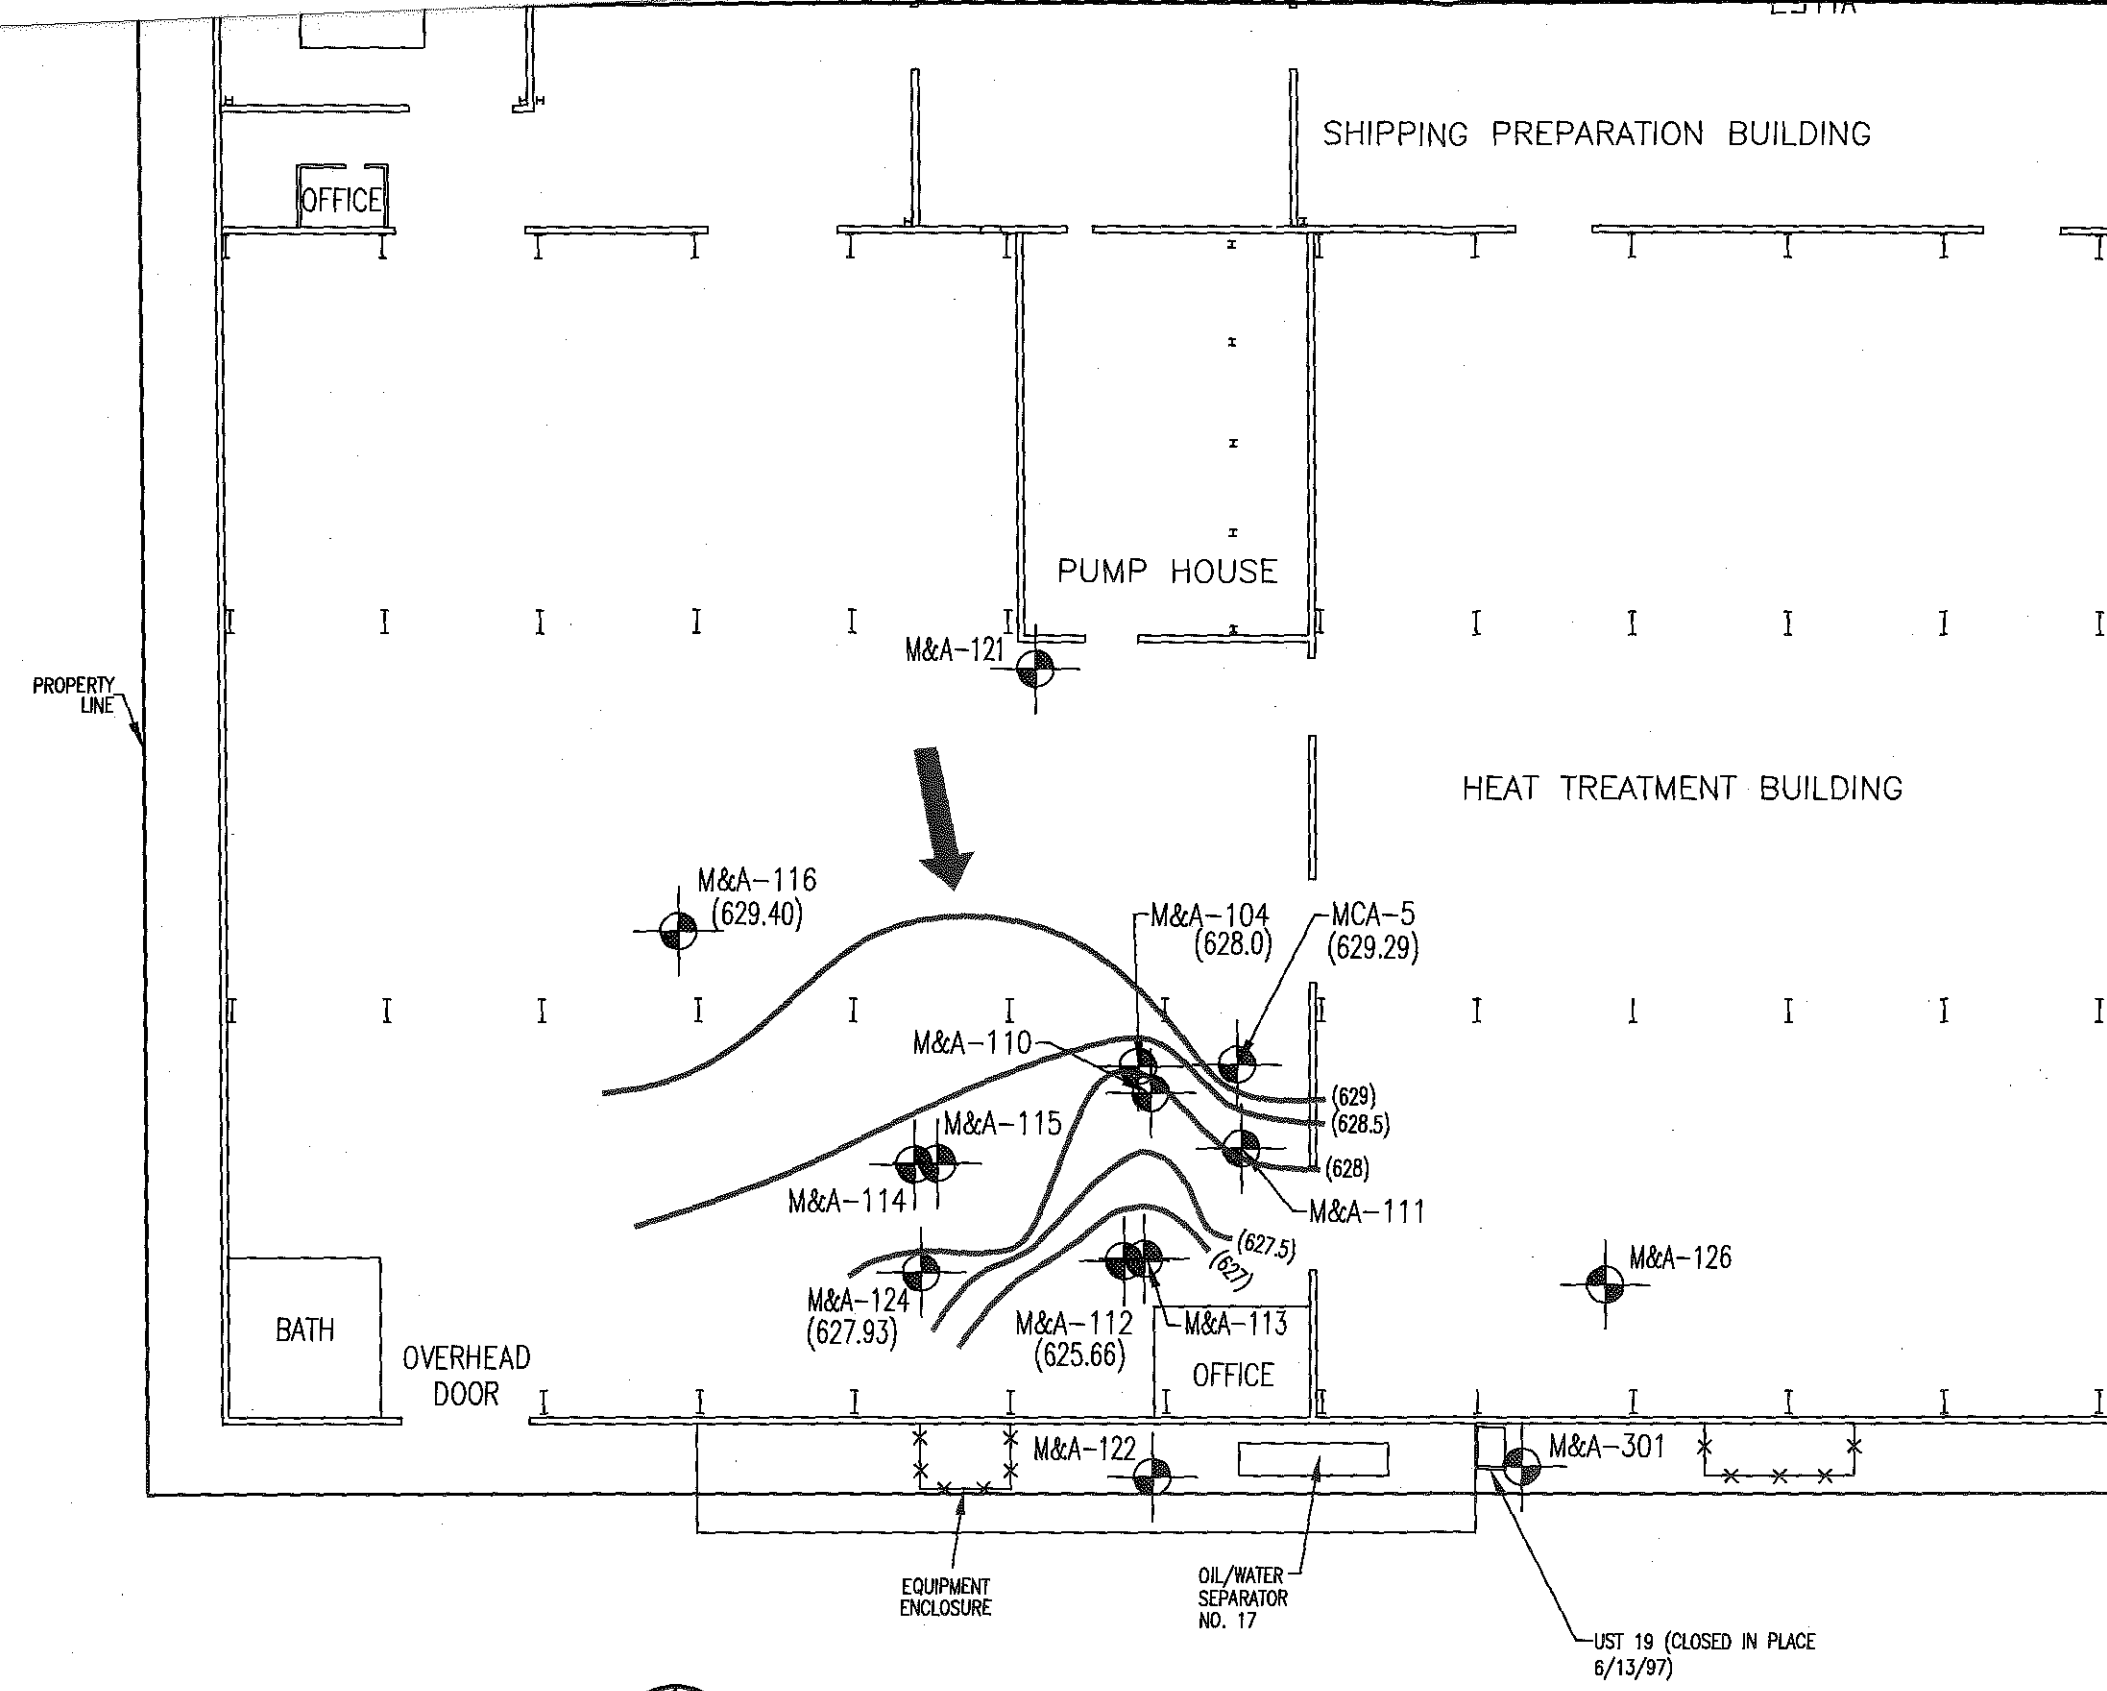 SHIPPING PREPARATION BUILDING
OFFICE
PUMP HOUSE
M&A-121
PROPERTY
LINE
HEAT TREATMENT BUILDING
M&A-116
(629.40)
M&A-104
(628.0)
MCA-5
(629.29)
M&A-110
(629)
(628.5)
M&A-115
(628)
M&A-114
M&A-111
(627.5)
(627)
M&A-126
M&A-124
(627.93)
M&A-112
(625.66)
M&A-113
BATH
OVERHEAD
DOOR
OFFICE
M&A-122
M&A-301
EQUIPMENT
ENCLOSURE
OIL/WATER
SEPARATOR
NO. 17
UST 19 (CLOSED IN PLACE
6/13/97)